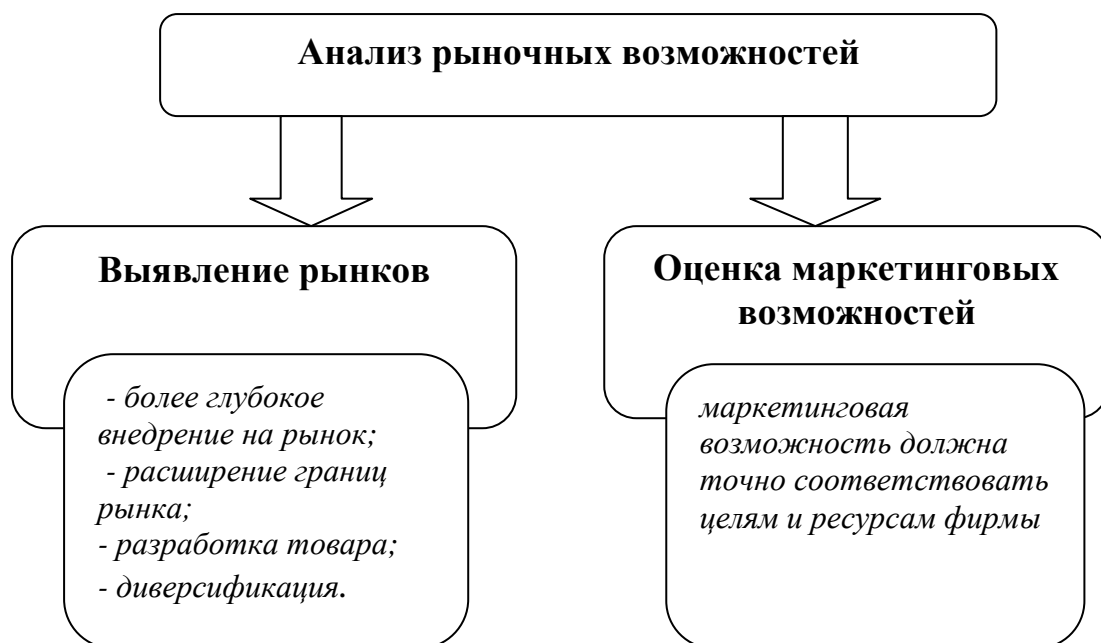 Анализ рыночных возможностей
Выявление рынков
- более глубокое
внедрение на рынок;
- расширение границ
рынка;
- разработка товара;
- диверсификация.
Оценка маркетинговых
возможностей
маркетинговая
возможность должна
точно соответствовать
целям и ресурсам фирмы